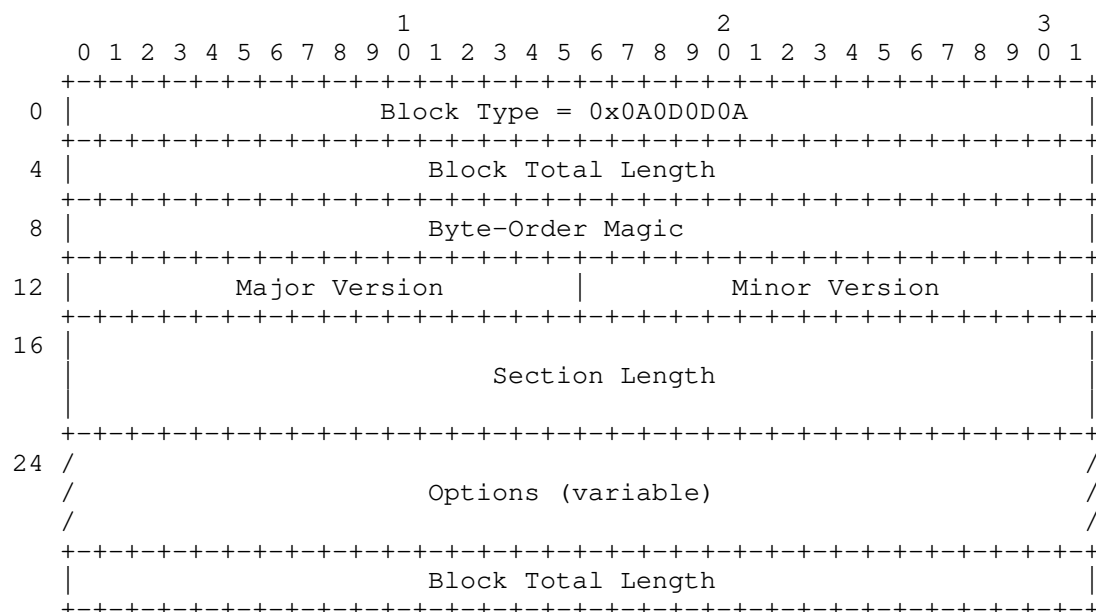 1                   2                   3
    0 1 2 3 4 5 6 7 8 9 0 1 2 3 4 5 6 7 8 9 0 1 2 3 4 5 6 7 8 9 0 1
   +-+-+-+-+-+-+-+-+-+-+-+-+-+-+-+-+-+-+-+-+-+-+-+-+-+-+-+-+-+-+-+-+
 0 |                   Block Type = 0x0A0D0D0A                     |
   +-+-+-+-+-+-+-+-+-+-+-+-+-+-+-+-+-+-+-+-+-+-+-+-+-+-+-+-+-+-+-+-+
 4 |                      Block Total Length                       |
   +-+-+-+-+-+-+-+-+-+-+-+-+-+-+-+-+-+-+-+-+-+-+-+-+-+-+-+-+-+-+-+-+
 8 |                      Byte-Order Magic                         |
   +-+-+-+-+-+-+-+-+-+-+-+-+-+-+-+-+-+-+-+-+-+-+-+-+-+-+-+-+-+-+-+-+
12 |          Major Version        |         Minor Version         |
   +-+-+-+-+-+-+-+-+-+-+-+-+-+-+-+-+-+-+-+-+-+-+-+-+-+-+-+-+-+-+-+-+
16 |                                                               |
   |                          Section Length                       |
   |                                                               |
   +-+-+-+-+-+-+-+-+-+-+-+-+-+-+-+-+-+-+-+-+-+-+-+-+-+-+-+-+-+-+-+-+
24 /                                                               /
   /                      Options (variable)                       /
   /                                                               /
   +-+-+-+-+-+-+-+-+-+-+-+-+-+-+-+-+-+-+-+-+-+-+-+-+-+-+-+-+-+-+-+-+
   |                      Block Total Length                       |
   +-+-+-+-+-+-+-+-+-+-+-+-+-+-+-+-+-+-+-+-+-+-+-+-+-+-+-+-+-+-+-+-+